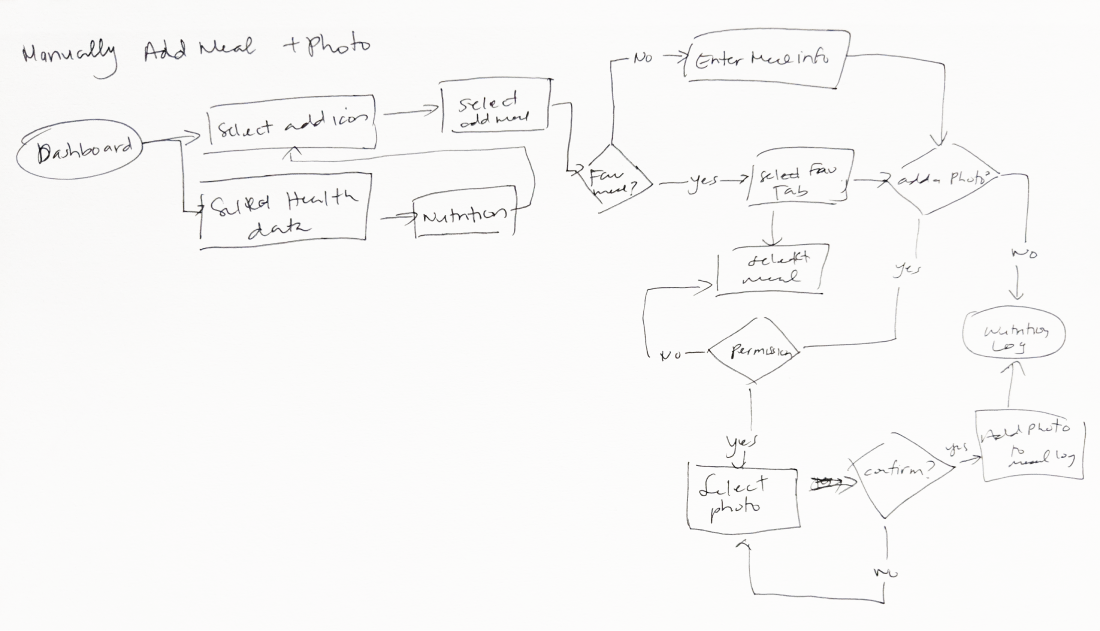 Manually Add Meal + Photo
Dashboard
Select add icon
Select
add meal
Select Health
data
Nutrition
Fav
meal?
No
Enter Meal info
yes
Select Fav
Tab
add a photo?
select
meal
yes
No
Nutrition
Log
Permission
No
yes
Select
photo
confirm?
yes
Add photo
to
meal log
No